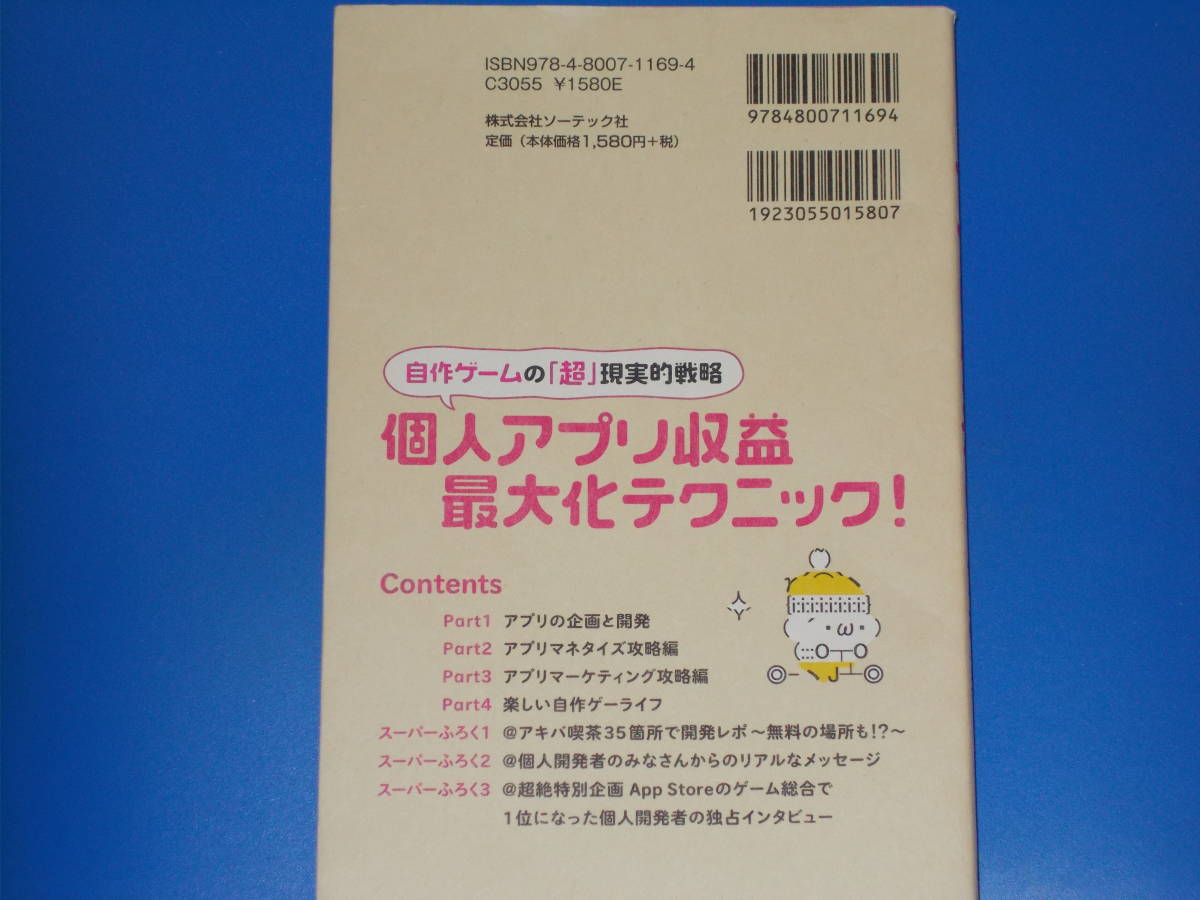 ISBN978-4-8007-1169-4
C3055 ¥1580E
株式会社ソーテック社
定価（本体価格1,580円+税）
9784800711694
1923055015807
自作ゲームの「超」現実的戦略
個人アプリ収益
最大化テクニック！
Contents
Part1 アプリの企画と開発
Part2 アプリマネタイズ攻略編
Part3 アプリマーケティング攻略編
Part4 楽しい自作ゲーライフ
スーパーふろく1 @アキバ喫茶35箇所で開発レポ～無料の場所も!?～
スーパーふろく2 @個人開発者のみなさんからのリアルなメッセージ
スーパーふろく3 @超絶特別企画 App Storeのゲーム総合で
1位になった個人開発者の独占インタビュー